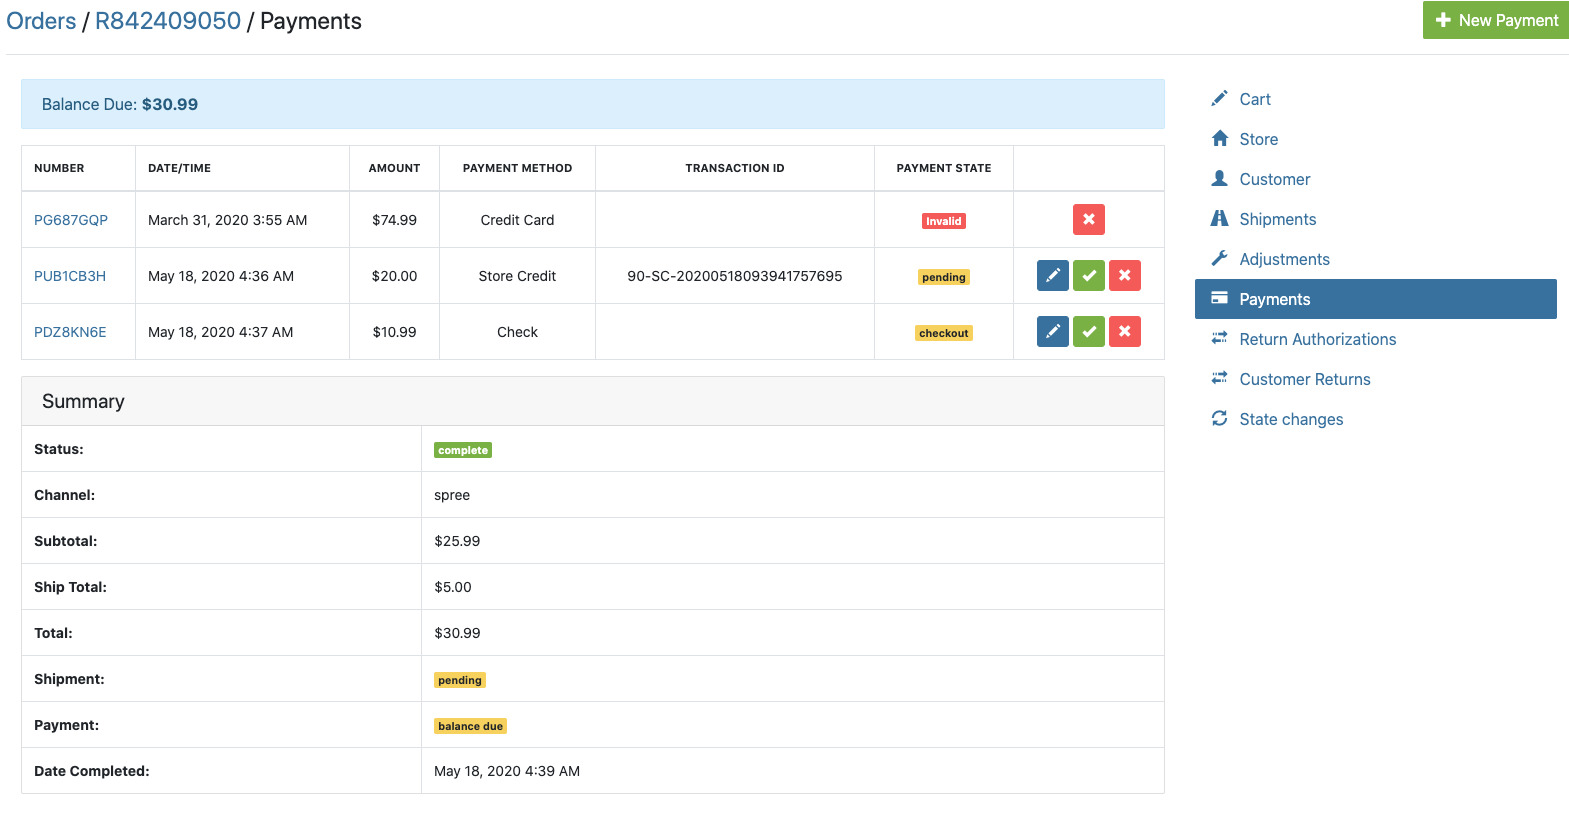 Orders / R842409050 / Payments
New Payment
Balance Due: $30.99
NUMBER DATE/TIME AMOUNT PAYMENT METHOD TRANSACTION ID PAYMENT STATE
PG687GQP March 31, 2020 3:55 AM $74.99 Credit Card Invalid
PUB1CB3H May 18, 2020 4:36 AM $20.00 Store Credit 90-SC-20200518093941757695 pending
PDZ8KN6E May 18, 2020 4:37 AM $10.99 Check checkout
Summary
Status: complete
Channel: spree
Subtotal: $25.99
Ship Total: $5.00
Total: $30.99
Shipment: pending
Payment: balance due
Date Completed: May 18, 2020 4:39 AM
Cart
Store
Customer
Shipments
Adjustments
Payments
Return Authorizations
Customer Returns
State changes